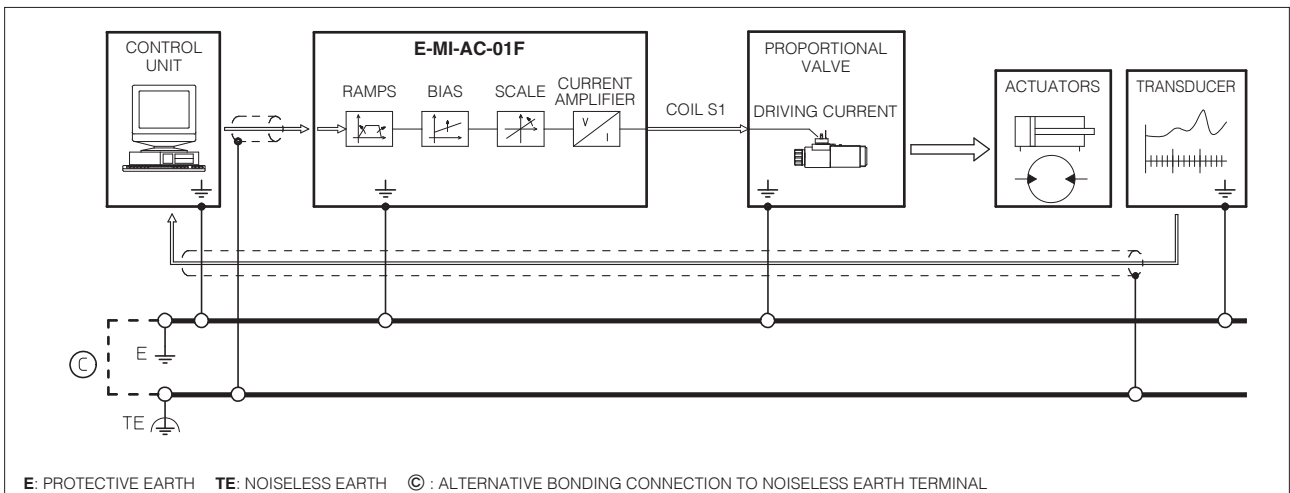 CONTROL
UNIT
E-MI-AC-01F
RAMPS
BIAS
SCALE
CURRENT
AMPLIFIER
V
I
COIL S1
PROPORTIONAL
VALVE
DRIVING CURRENT
ACTUATORS
TRANSDUCER
C
E
TE
E: PROTECTIVE EARTH TE: NOISELESS EARTH © : ALTERNATIVE BONDING CONNECTION TO NOISELESS EARTH TERMINAL